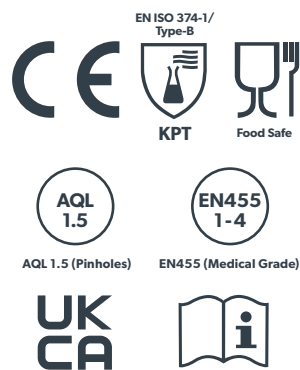 EN ISO 374-1/
Type-B
CE
KPT
Food Safe
AQL
1.5
EN455
1-4
AQL 1.5 (Pinholes)
EN455 (Medical Grade)
UK
CA
i